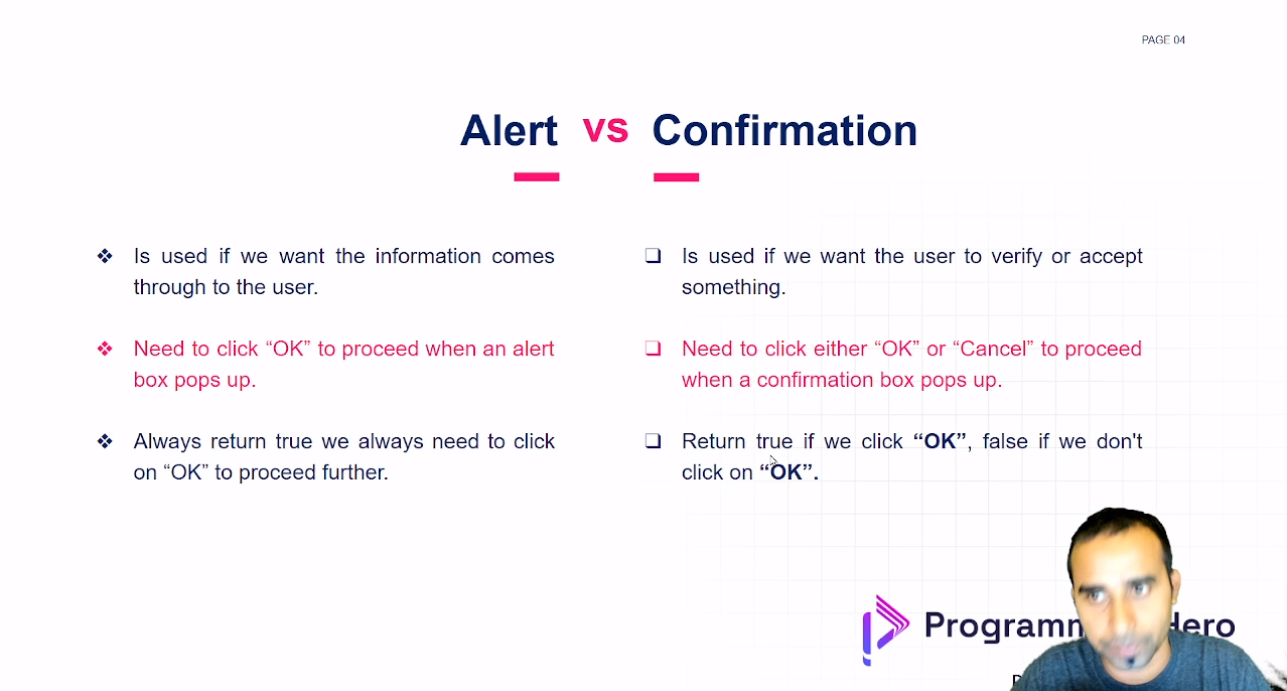 PAGE 04
Alert vs Confirmation
Is used if we want the information comes
through to the user.
Need to click “OK” to proceed when an alert
box pops up.
Always return true we always need to click
on “OK” to proceed further.
Is used if we want the user to verify or accept
something.
Need to click either “OK” or “Cancel” to proceed
when a confirmation box pops up.
Return true if we click “OK”, false if we don't
click on “OK”.